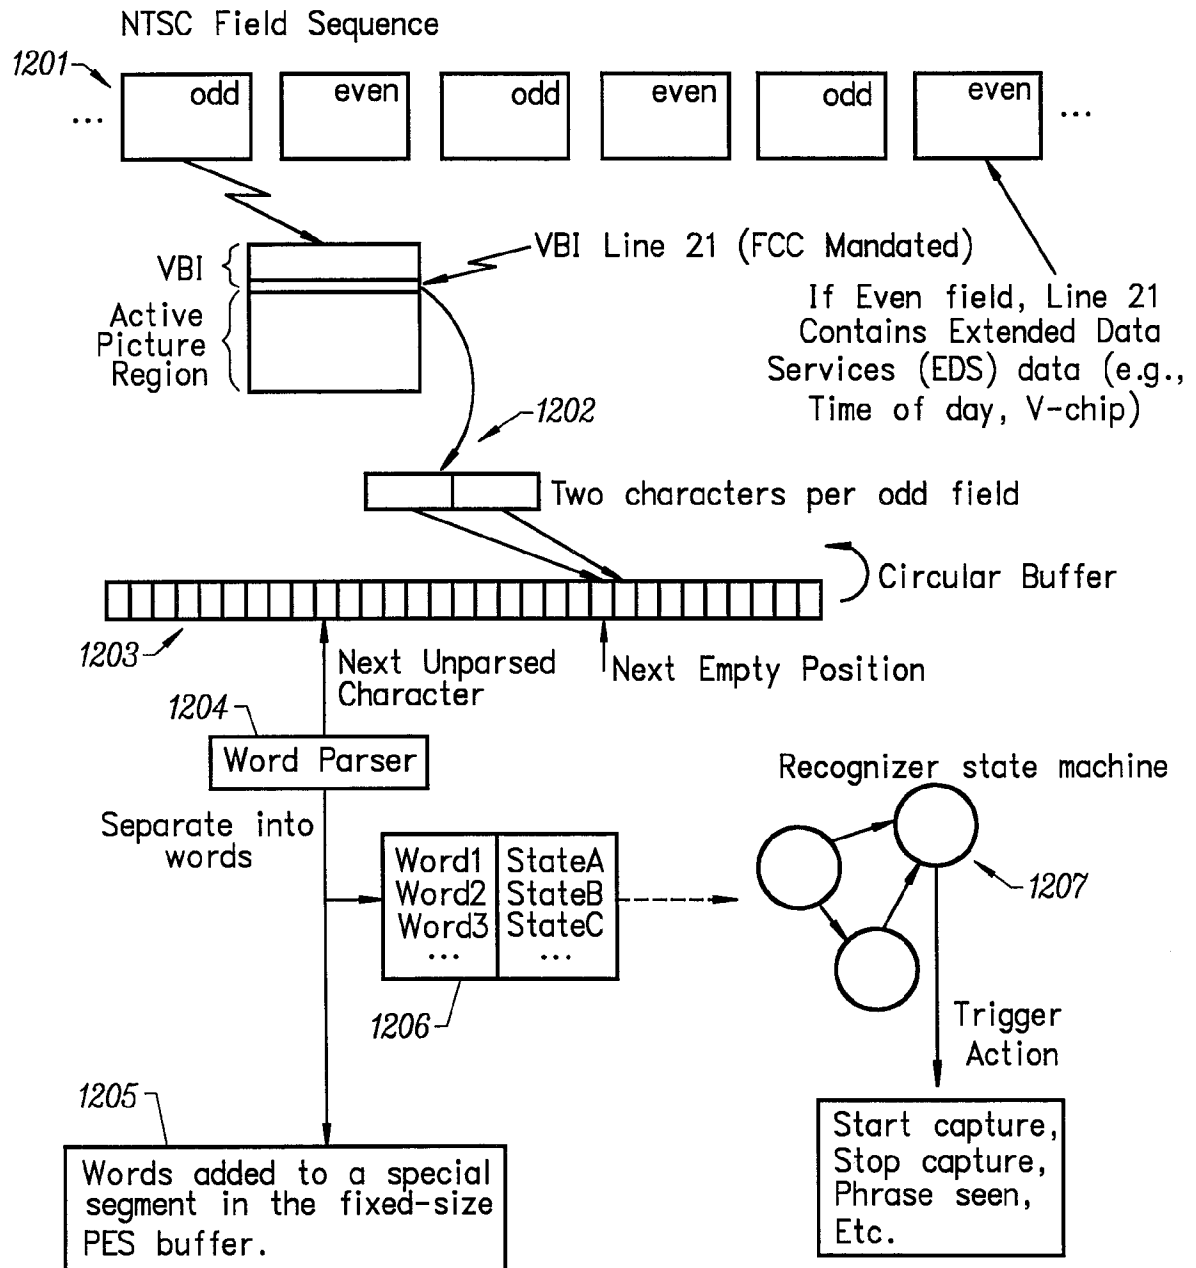 NTSC Field Sequence
1201
... odd even odd even odd even ...
VBI
VBI Line 21 (FCC Mandated)
Active
Picture
Region
If Even field, Line 21
Contains Extended Data
Services (EDS) data (e.g.,
Time of day, V-chip)
1202
Two characters per odd field
Circular Buffer
1203
Next Unparsed
Character
Next Empty Position
1204
Word Parser
Separate into
words
Word1 StateA
Word2 StateB
Word3 StateC
... ...
1206
Recognizer state machine
1207
Trigger
Action
Start capture,
Stop capture,
Phrase seen,
Etc.
1205
Words added to a special
segment in the fixed-size
PES buffer.